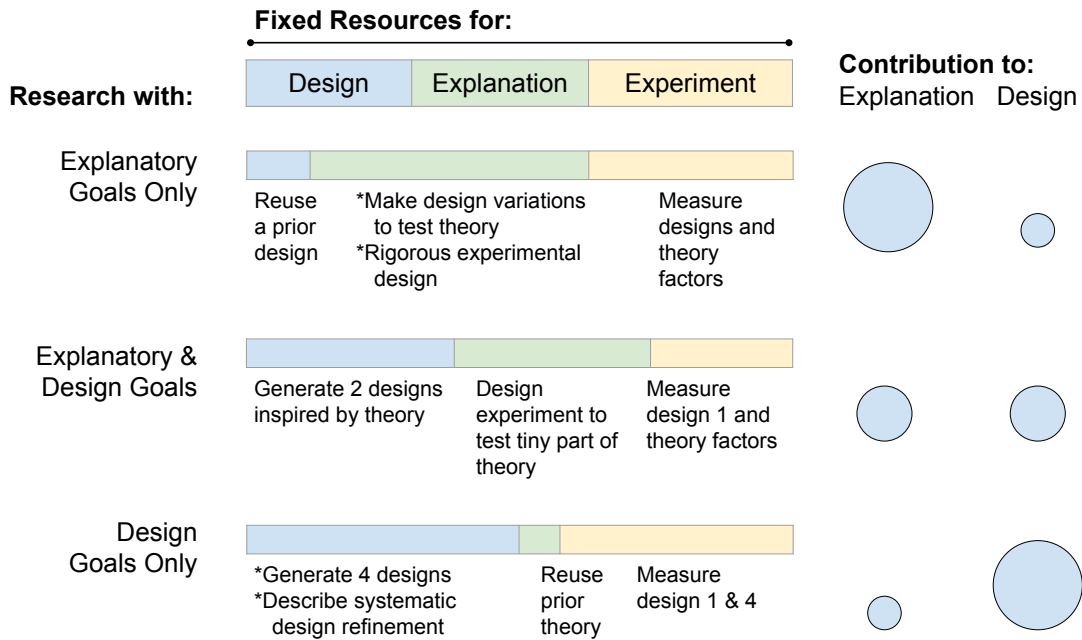 Fixed Resources for:
Design Explanation Experiment
Contribution to:
Research with:
Explanation Design
Explanatory
Goals Only
Reuse
a prior
design
*Make design variations
to test theory
*Rigorous experimental
design
Measure
designs and
theory
factors
Explanatory &
Design Goals
Generate 2 designs
inspired by theory
Design
experiment to
test tiny part of
theory
Measure
design 1 and
theory factors
Design
Goals Only
*Generate 4 designs
*Describe systematic
design refinement
Reuse
prior
theory
Measure
design 1 & 4